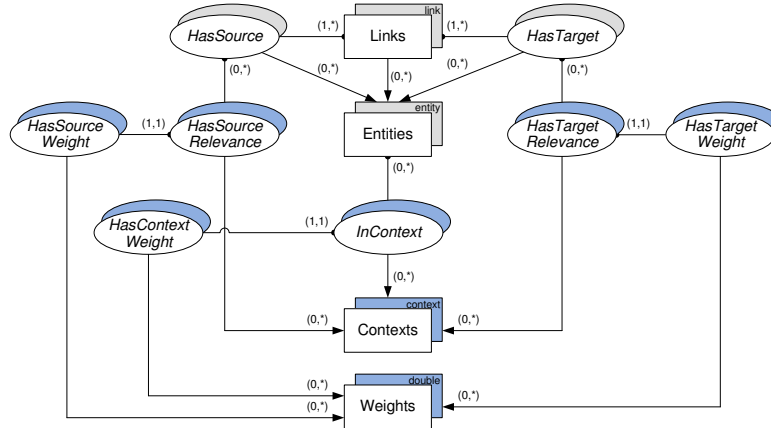 link
HasSource
(1,*)
Links
(1,*)
HasTarget
(0,*)
(0,*)
(0,*)
(0,*)
(0,*)
entity
HasSource
Weight
(1,1)
HasSource
Relevance
Entities
HasTarget
Relevance
(1,1)
HasTarget
Weight
(0,*)
HasContext
Weight
(1,1)
InContext
(0,*)
context
(0,*)
Contexts
(0,*)
double
(0,*)
(0,*)
Weights
(0,*)